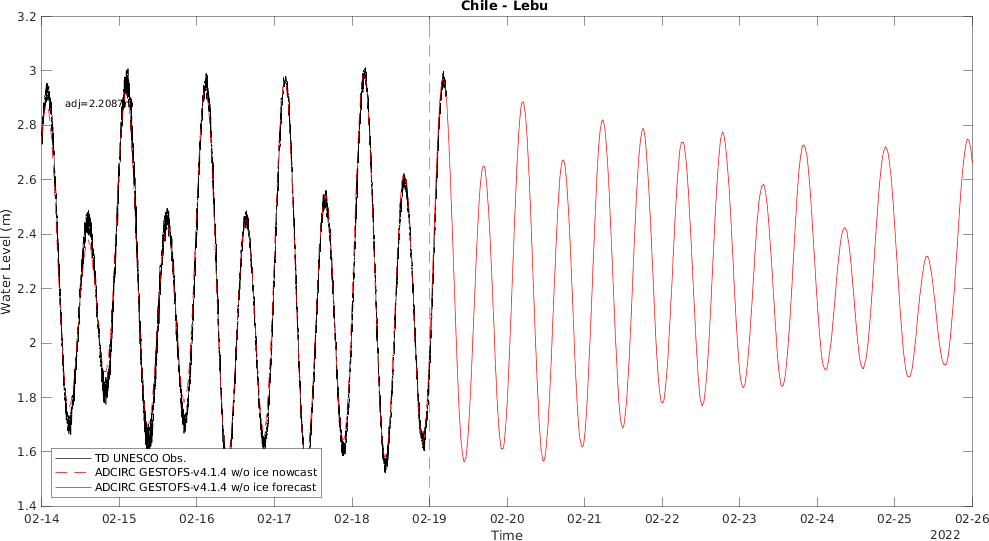 Chile - Lebu
3.2
3
2.8
2.6
2.4
2.2
2
1.8
1.6
1.4
Water Level (m)
adj=2.2087
TD UNESCO Obs.
ADCIRC GESTOFS-v4.1.4 w/o ice nowcast
ADCIRC GESTOFS-v4.1.4 w/o ice forecast
02-14 02-15 02-16 02-17 02-18 02-19 02-20 02-21 02-22 02-23 02-24 02-25 02-26
Time
2022